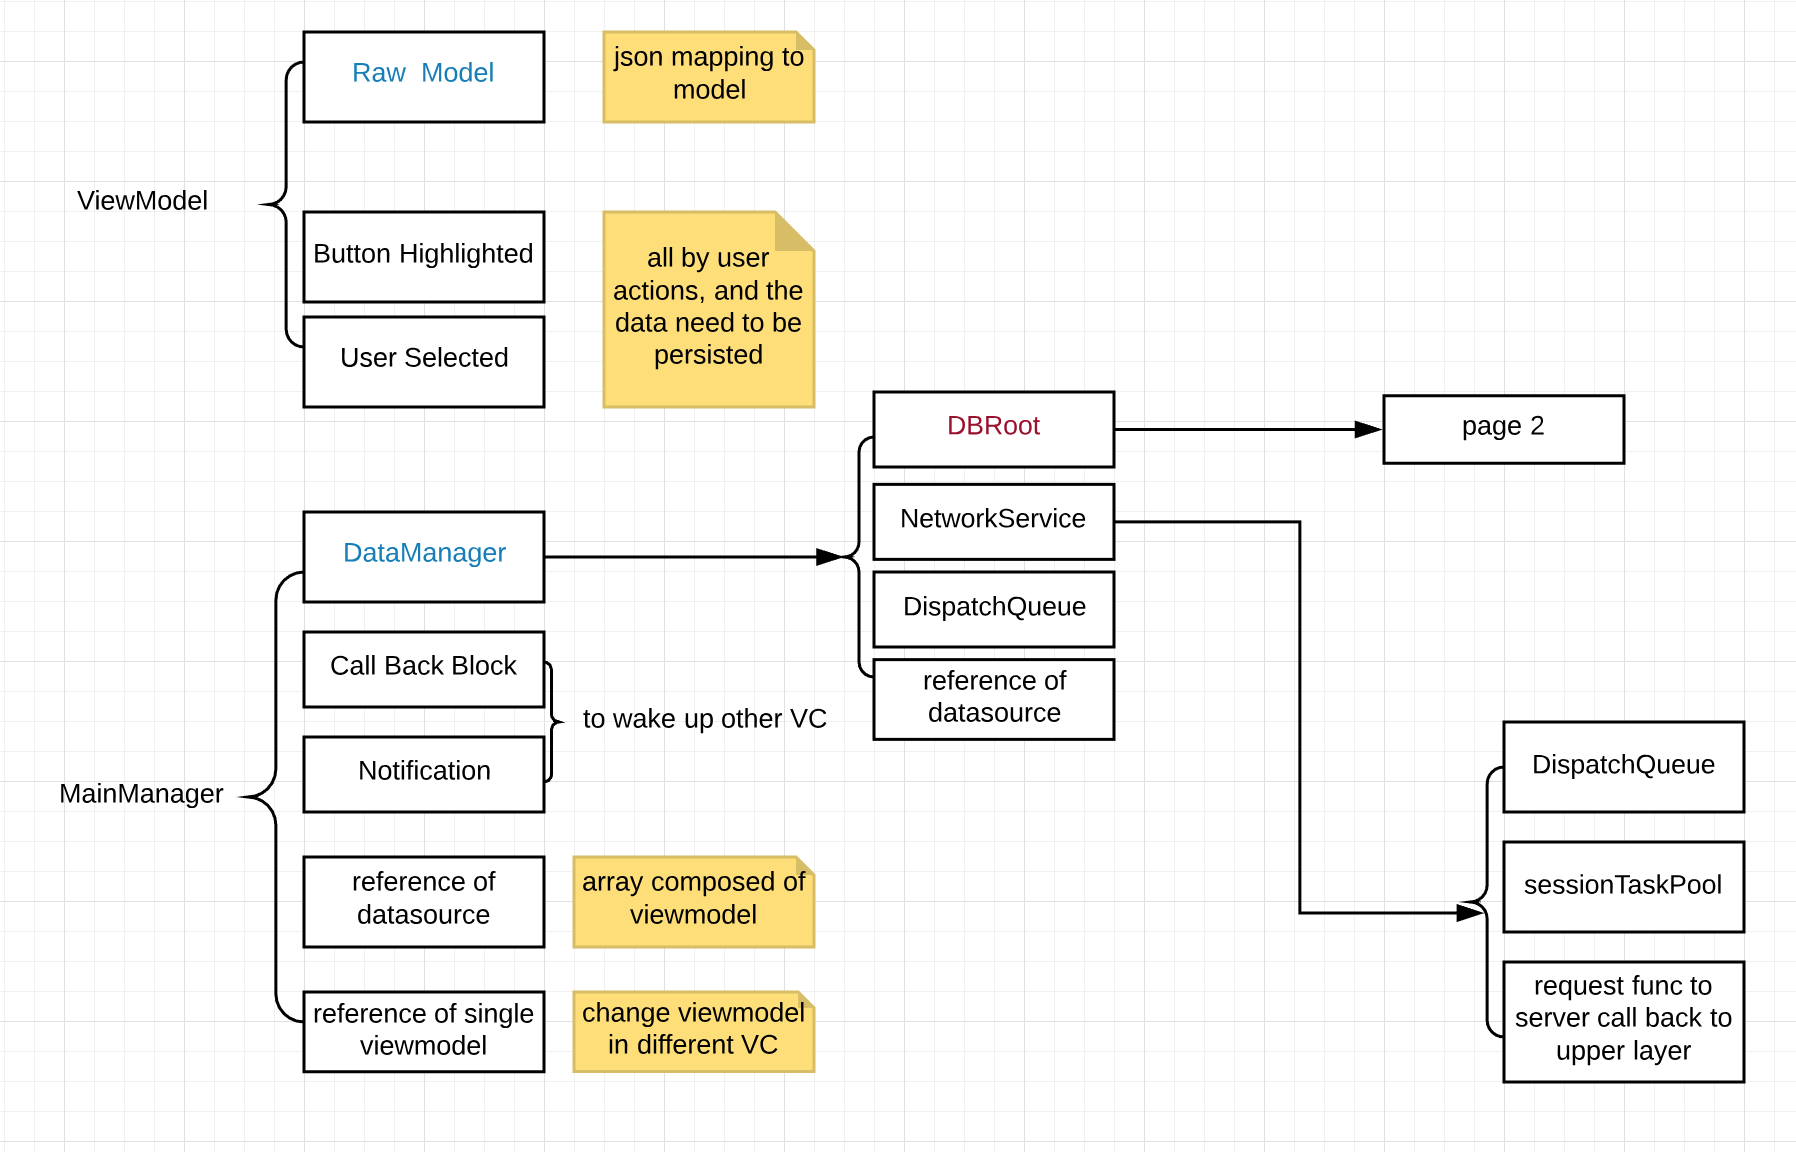 Raw  Model
json mapping to
model
ViewModel
Button Highlighted
all by user
actions, and the
data need to be
persisted
User Selected
DBRoot
page 2
NetworkService
DataManager
DispatchQueue
reference of
datasource
Call Back Block
to wake up other VC
Notification
MainManager
DispatchQueue
reference of
datasource
array composed of
viewmodel
sessionTaskPool
reference of single
viewmodel
change viewmodel
in different VC
request func to
server call back to
upper layer